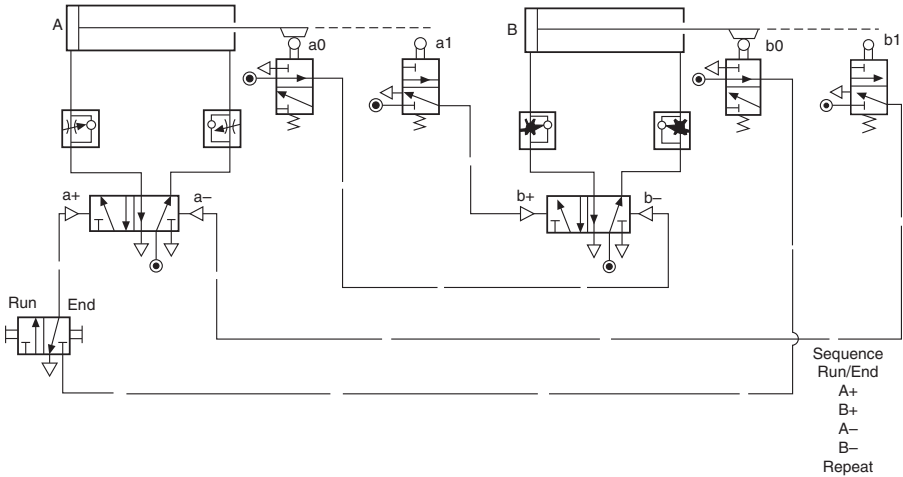 A
a0
a1
B
b0
b1
a+
a–
b+
b–
Run
End
Sequence
Run/End
A+
B+
A–
B–
Repeat